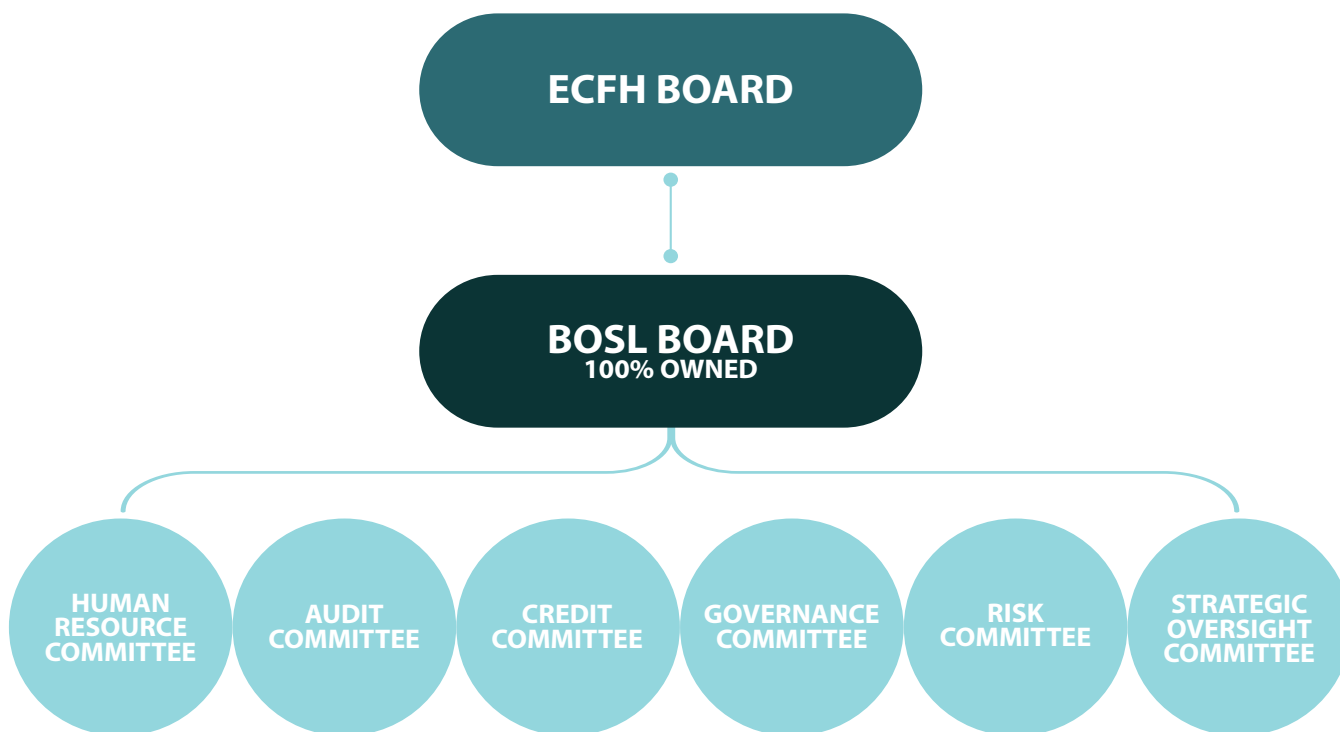 ECFH BOARD
BOSL BOARD
100% OWNED
HUMAN
RESOURCE
COMMITTEE
AUDIT
COMMITTEE
CREDIT
COMMITTEE
GOVERNANCE
COMMITTEE
RISK
COMMITTEE
STRATEGIC
OVERSIGHT
COMMITTEE